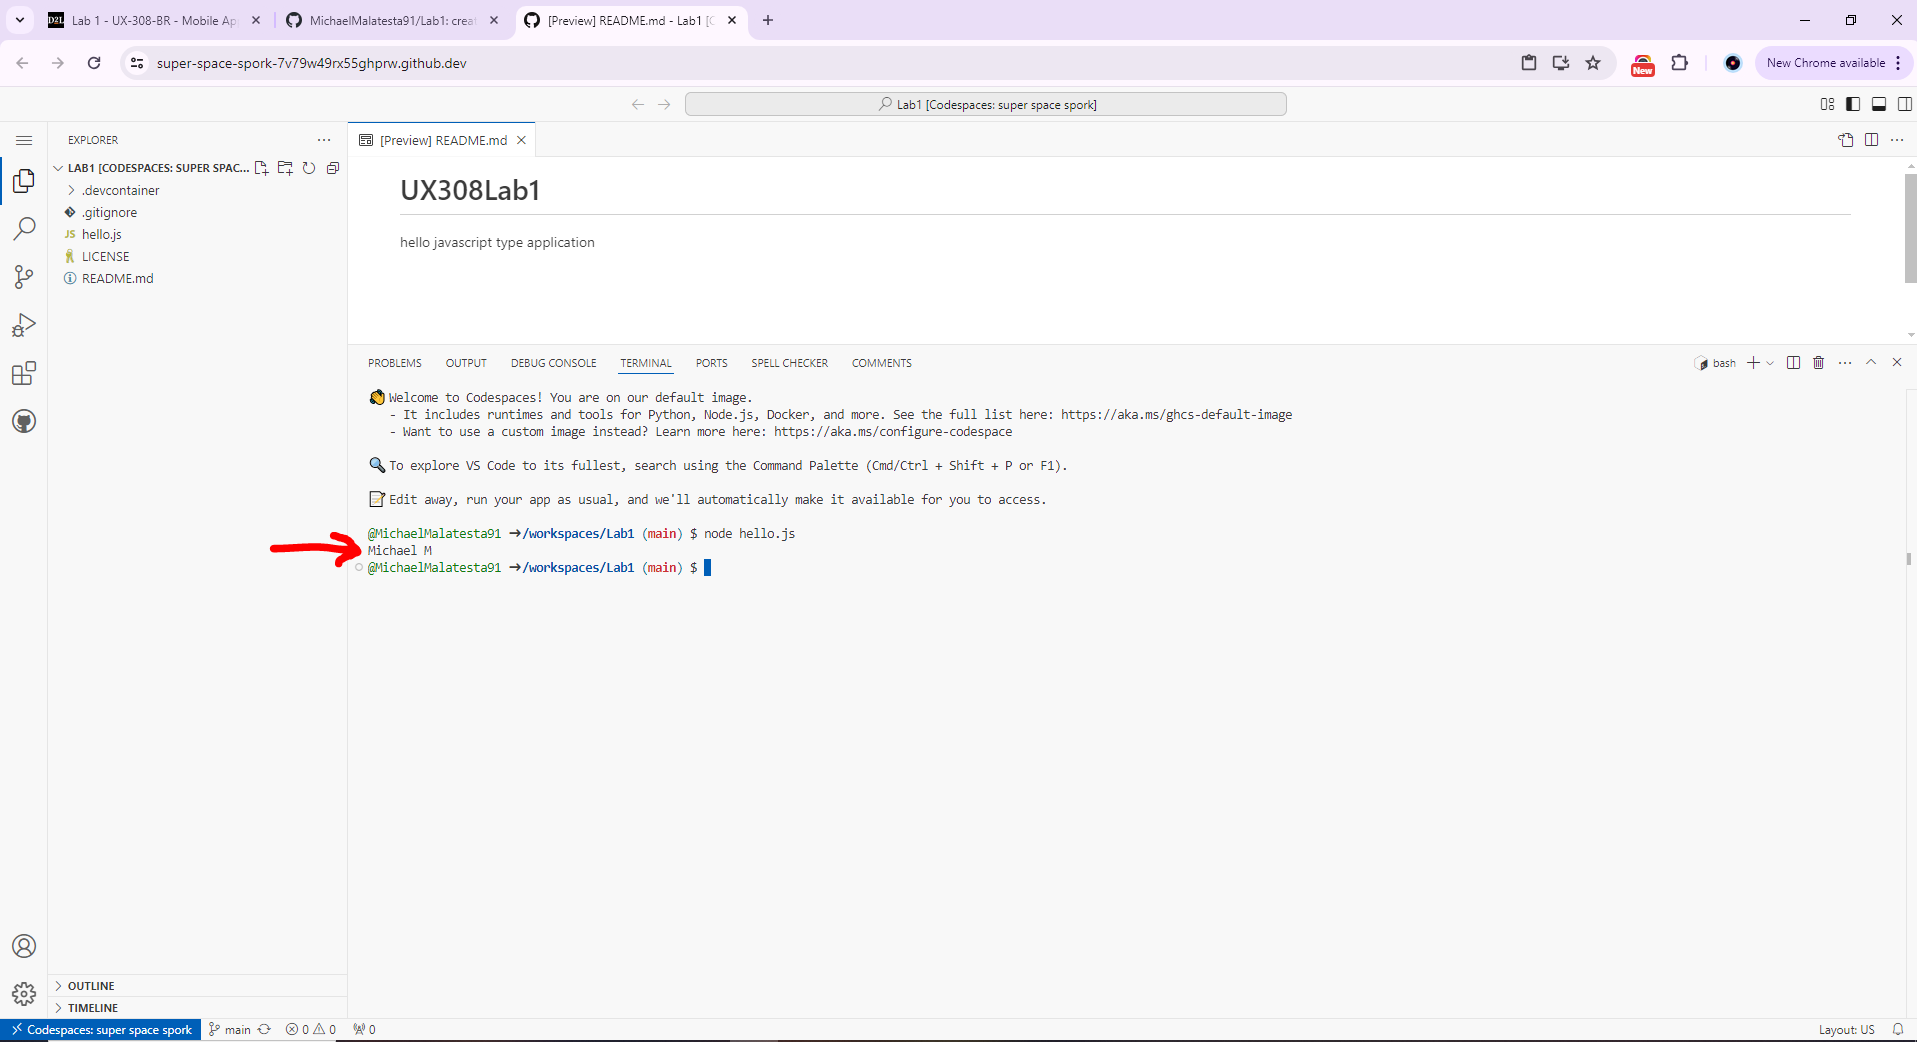 Lab 1 - UX-308-BR - Mobile Ap
MichaelMalatesta91/Lab1: crea
[Preview] README.md - Lab1 [C
super-space-spork-7v79w49rx55ghprw.github.dev
New
New Chrome available
Lab1 [Codespaces: super space spork]
EXPLORER
LAB1 [CODESPACES: SUPER SPAC...
.devcontainer
.gitignore
JS hello.js
LICENSE
README.md
OUTLINE
TIMELINE
[Preview] README.md
UX308Lab1
hello javascript type application
PROBLEMS OUTPUT DEBUG CONSOLE TERMINAL PORTS SPELL CHECKER COMMENTS
bash
Welcome to Codespaces! You are on our default image.
- It includes runtimes and tools for Python, Node.js, Docker, and more. See the full list here: https://aka.ms/ghcs-default-image
- Want to use a custom image instead? Learn more here: https://aka.ms/configure-codespace
To explore VS Code to its fullest, search using the Command Palette (Cmd/Ctrl + Shift + P or F1).
Edit away, run your app as usual, and we'll automatically make it available for you to access.
@MichaelMalatesta91 ➜/workspaces/Lab1 (main) $ node hello.js
Michael M
@MichaelMalatesta91 ➜/workspaces/Lab1 (main) $
Codespaces: super space spork main 0 0 0 Layout: US